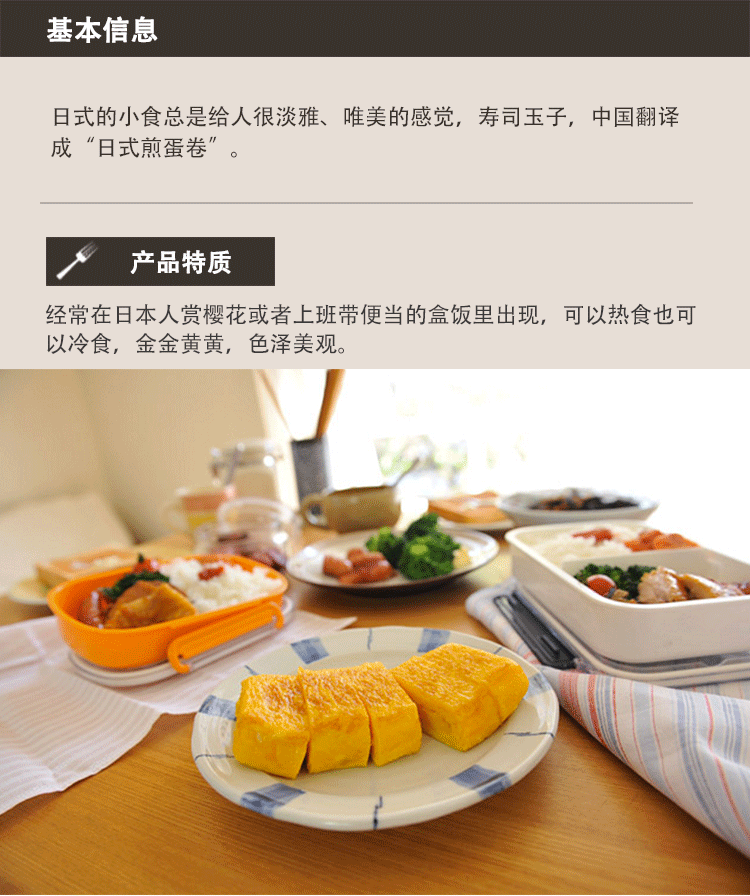 基本信息
日式的小食总是给人很淡雅、唯美的感觉，寿司玉子，中国翻译
成“日式煎蛋卷”。
产品特质
经常在日本人赏樱花或者上班带便当的盒饭里出现，可以热食也可
以冷食，金金黄黄，色泽美观。